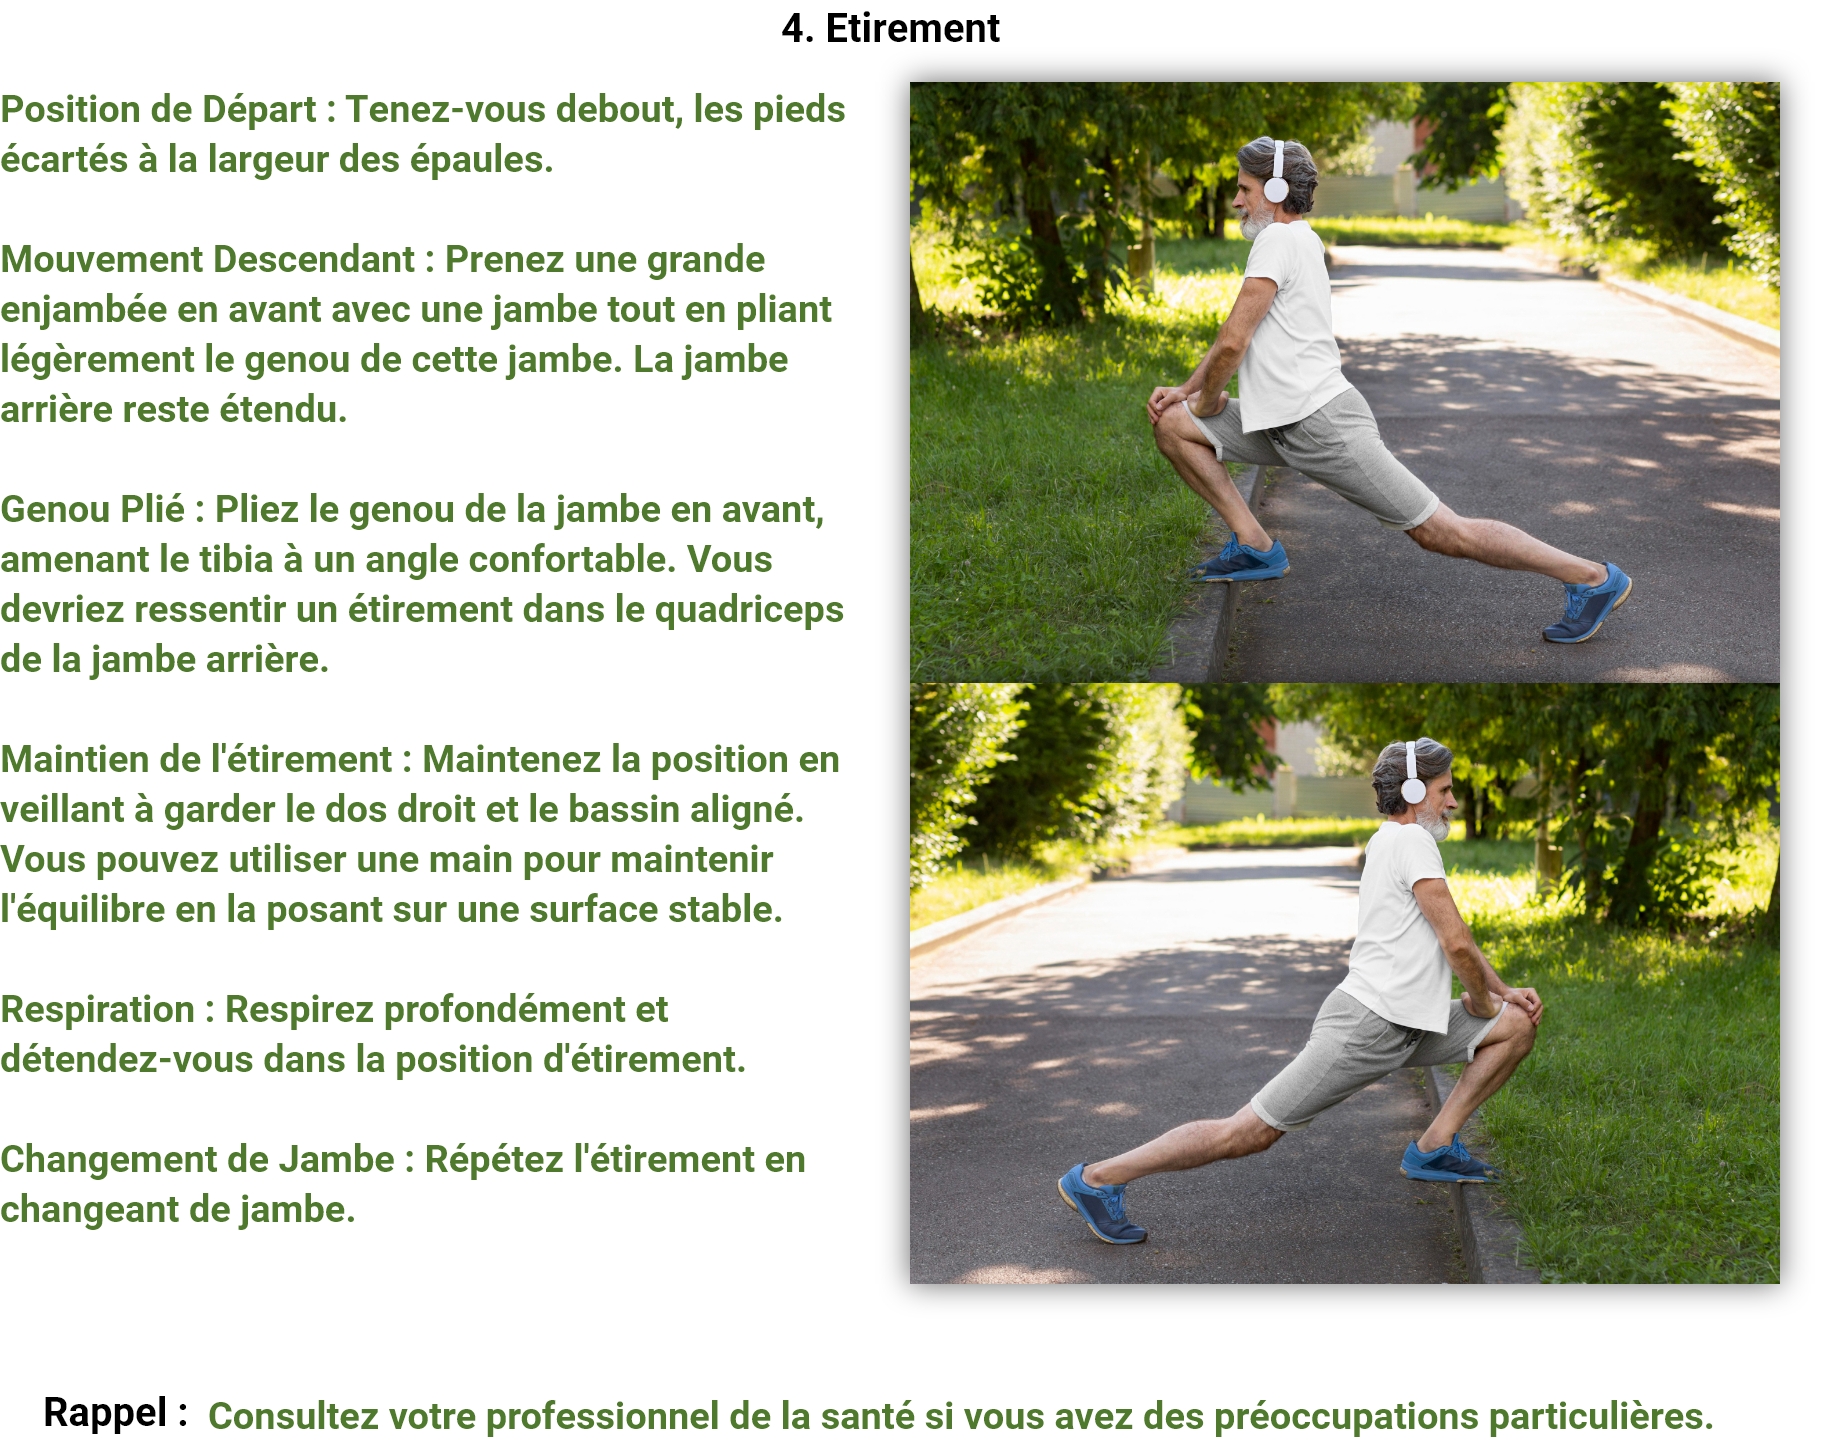 4. Etirement
Position de Départ : Tenez-vous debout, les pieds
écartés à la largeur des épaules.
Mouvement Descendant : Prenez une grande
enjambée en avant avec une jambe tout en pliant
légèrement le genou de cette jambe. La jambe
arrière reste étendu.
Genou Plié : Pliez le genou de la jambe en avant,
amenant le tibia à un angle confortable. Vous
devriez ressentir un étirement dans le quadriceps
de la jambe arrière.
Maintien de l'étirement : Maintenez la position en
veillant à garder le dos droit et le bassin aligné.
Vous pouvez utiliser une main pour maintenir
l'équilibre en la posant sur une surface stable.
Respiration : Respirez profondément et
détendez-vous dans la position d'étirement.
Changement de Jambe : Répétez l'étirement en
changeant de jambe.
Rappel : Consultez votre professionnel de la santé si vous avez des préoccupations particulières.